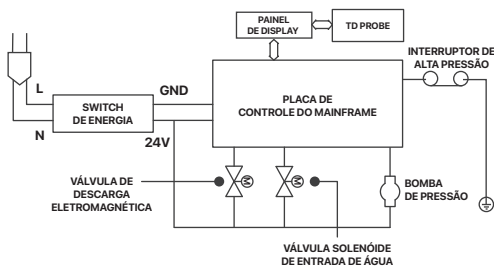 PAINEL
DE DISPLAY
TD PROBE
INTERRUPTOR DE
ALTA PRESSÃO
L
N
SWITCH
DE ENERGIA
GND
24V
PLACA DE
CONTROLE DO MAINFRAME
VÁLVULA DE
DESCARGA
ELETROMAGNÉTICA
M
M
BOMBA
DE PRESSÃO
VÁLVULA SOLENÓIDE
DE ENTRADA DE ÁGUA